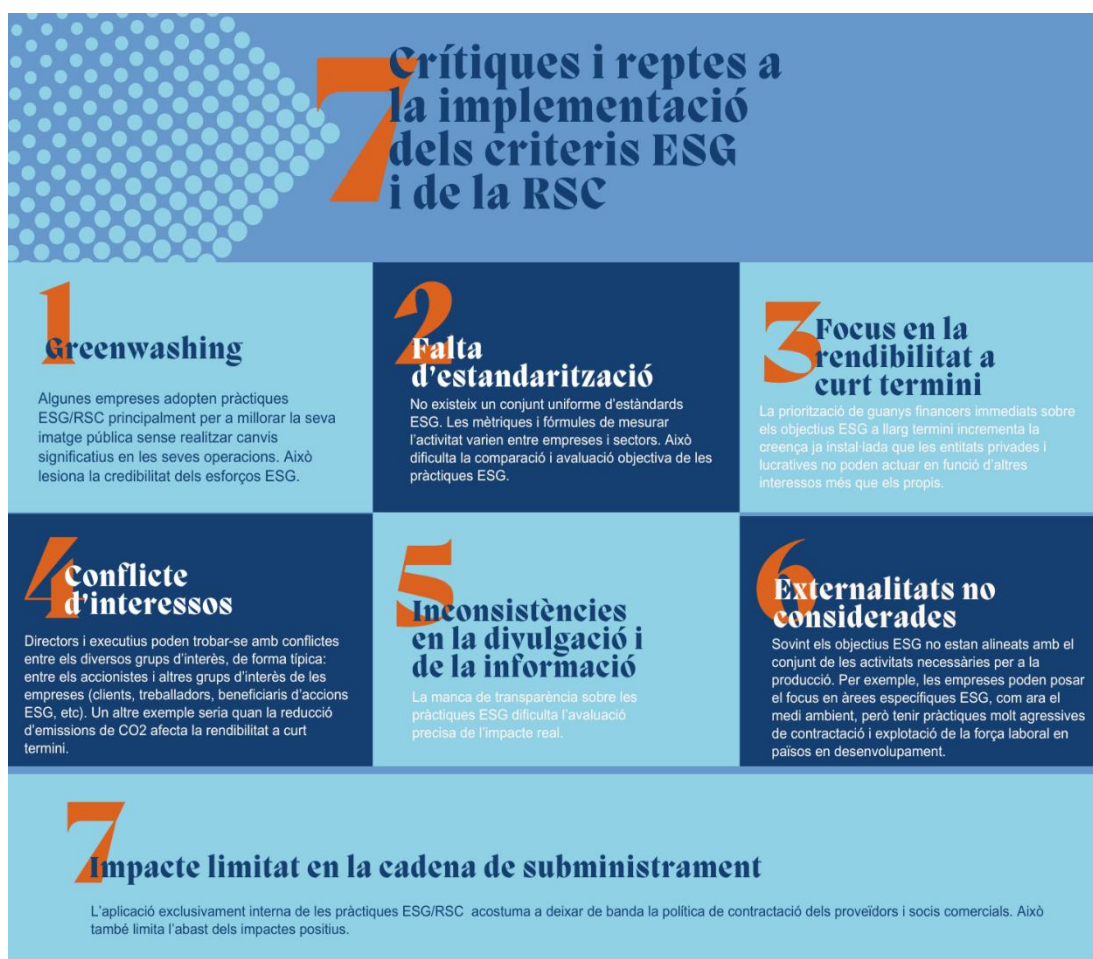 7
Crítiques i reptes a
la implementació
dels criteris ESG
i de la RSC
1
Greenwashing
Algunes empreses adopten pràctiques
ESG/RSC principalment per a millorar la seva
imatge pública sense realitzar canvis
significatius en les seves operacions. Això
lesiona la credibilitat dels esforços ESG.
2
Falta
d'estandarització
No existeix un conjunt uniforme d'estàndards
ESG. Les mètriques i fórmules de mesurar
l'activitat varien entre empreses i sectors. Això
dificulta la comparació i avaluació objectiva de les
pràctiques ESG.
3
Focus en la
rendibilitat a
curt termini
La priorització de guanys financers immediats sobre
els objectius ESG a llarg termini incrementa la
creença ja instal·lada que les entitats privades i
lucratives no poden actuar en funció d'altres
interessos més que els propis.
4
Conflicte
d'interessos
Directors i executius poden trobar-se amb conflictes
entre els diversos grups d'interès, de forma típica:
entre els accionistes i altres grups d'interès de les
empreses (clients, treballadors, beneficiaris d'accions
ESG, etc). Un altre exemple seria quan la reducció
d'emissions de CO2 afecta la rendibilitat a curt
termini.
5
Inconsistències
en la divulgació i
de la informació
La manca de transparència sobre les
pràctiques ESG dificulta l'avaluació
precisa de l'impacte real.
6
Externalitats no
considerades
Sovint els objectius ESG no estan alineats amb el
conjunt de les activitats necessàries per a la
producció. Per exemple, les empreses poden posar
el focus en àrees específiques ESG, com ara el
medi ambient, però tenir pràctiques molt agressives
de contractació i explotació de la força laboral en
països en desenvolupament.
7
Impacte limitat en la cadena de subministrament
L'aplicació exclusivament interna de les pràctiques ESG/RSC acostuma a deixar de banda la política de contractació dels proveïdors i socis comercials. Això
també limita l'abast dels impactes positius.